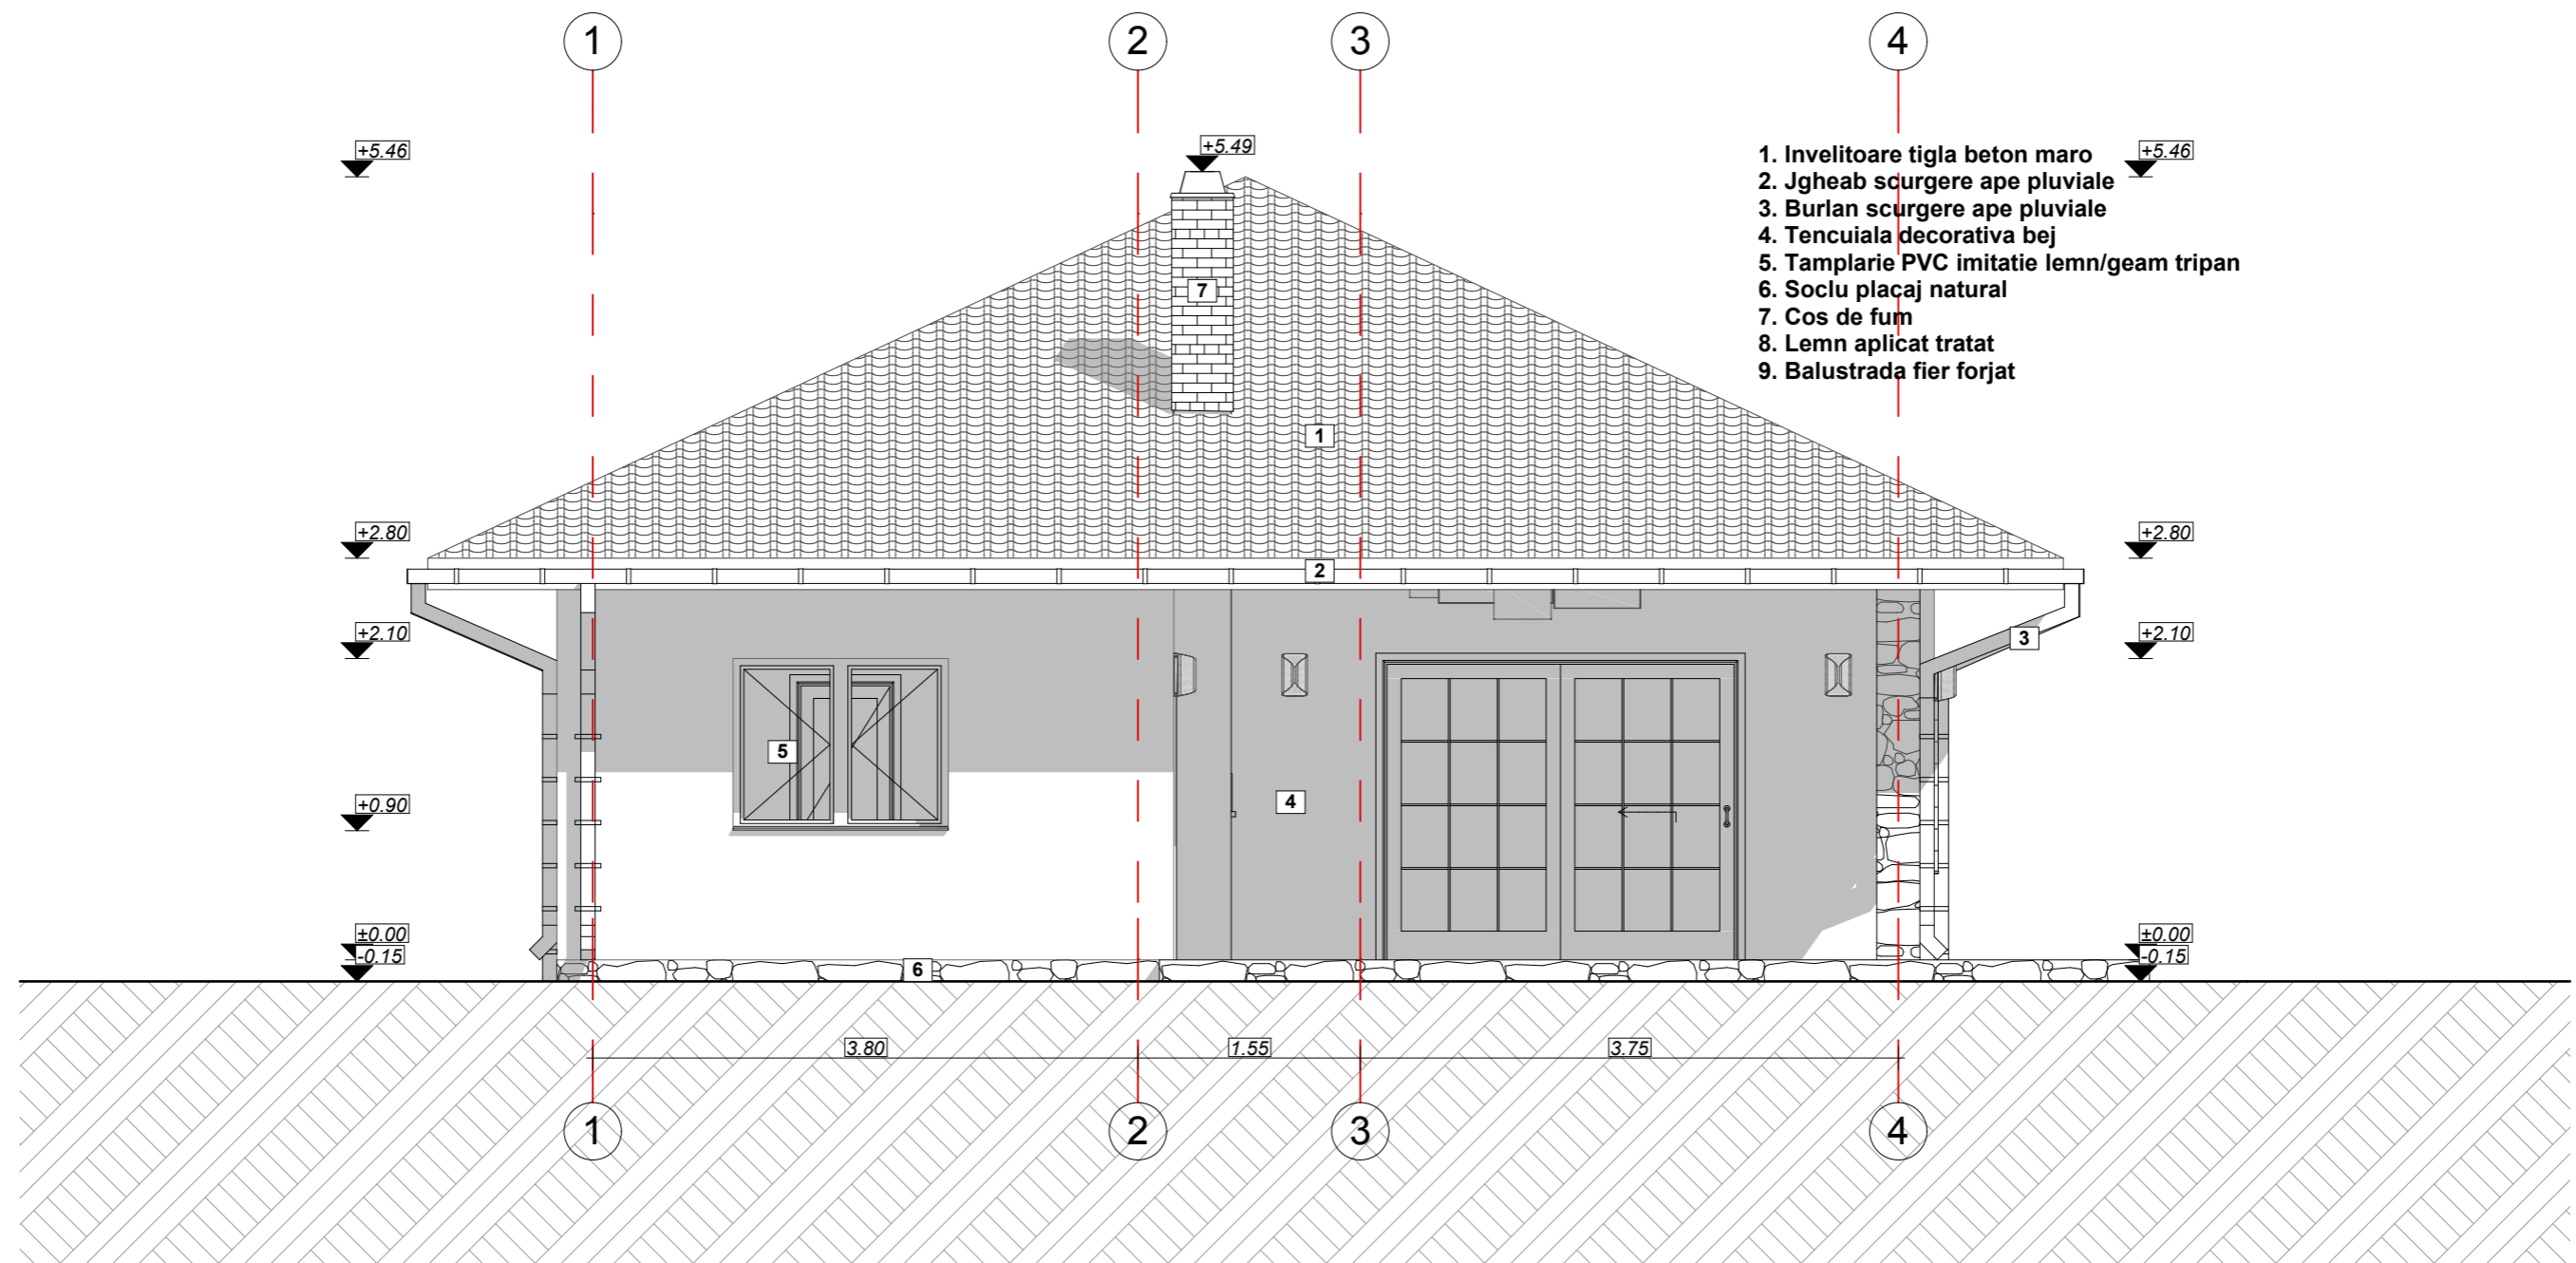 1 2 3 4
+5.46 +5.49 +5.46
1. Invelitoare tigla beton maro
2. Jgheab scurgere ape pluviale
3. Burlan scurgere ape pluviale
4. Tencuiala decorativa bej
5. Tamplarie PVC imitatie lemn/geam tripan
6. Soclu placaj natural
7. Cos de fum
8. Lemn aplicat tratat
9. Balustrada fier forjat
7
1
+2.80 +2.80
2
+2.10 3 +2.10
5
+0.90 4
±0.00 ±0.00
-0.15 -0.15
6
3.80 1.55 3.75
1 2 3 4